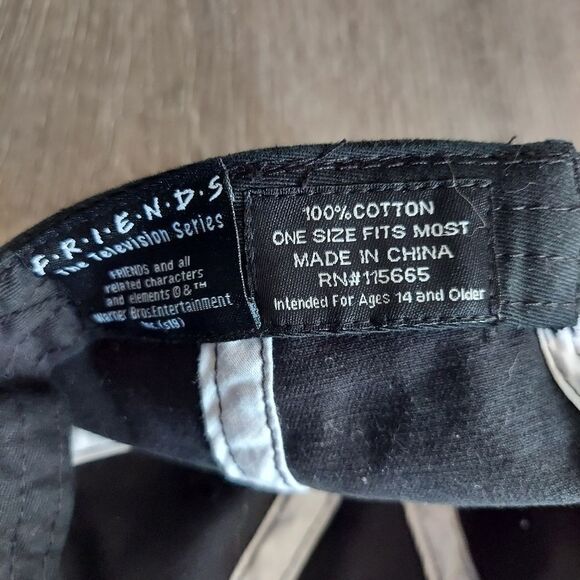 F·R·I·E·N·D·S
The Television Series
FRIENDS and all
related characters
and elements © & ™
Warner Bros.Entertainment
(s19)
100%COTTON
ONE SIZE FITS MOST
MADE IN CHINA
RN#115665
Intended For Ages 14 and Older